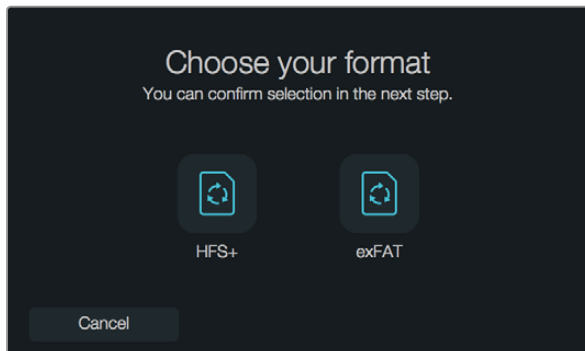 Choose your format
You can confirm selection in the next step.
HFS+
exFAT
Cancel